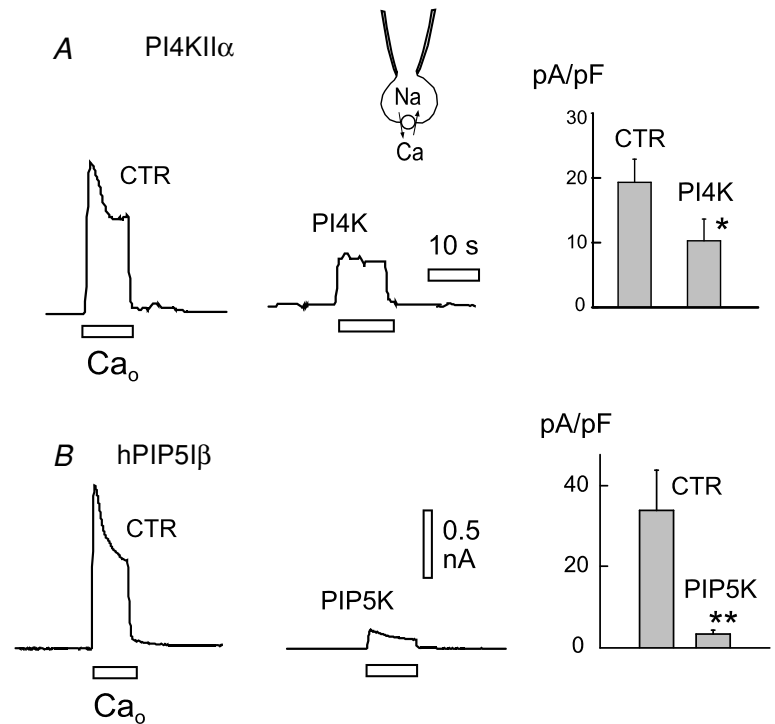 A PI4KIIα
Na
Ca
CTR
Ca₀
PI4K
10 s
pA/pF
30
20
10
0
CTR
PI4K
*
B hPIP5Iβ
CTR
Caₒ
PIP5K
0.5
nA
pA/pF
40
20
0
CTR
PIP5K
**